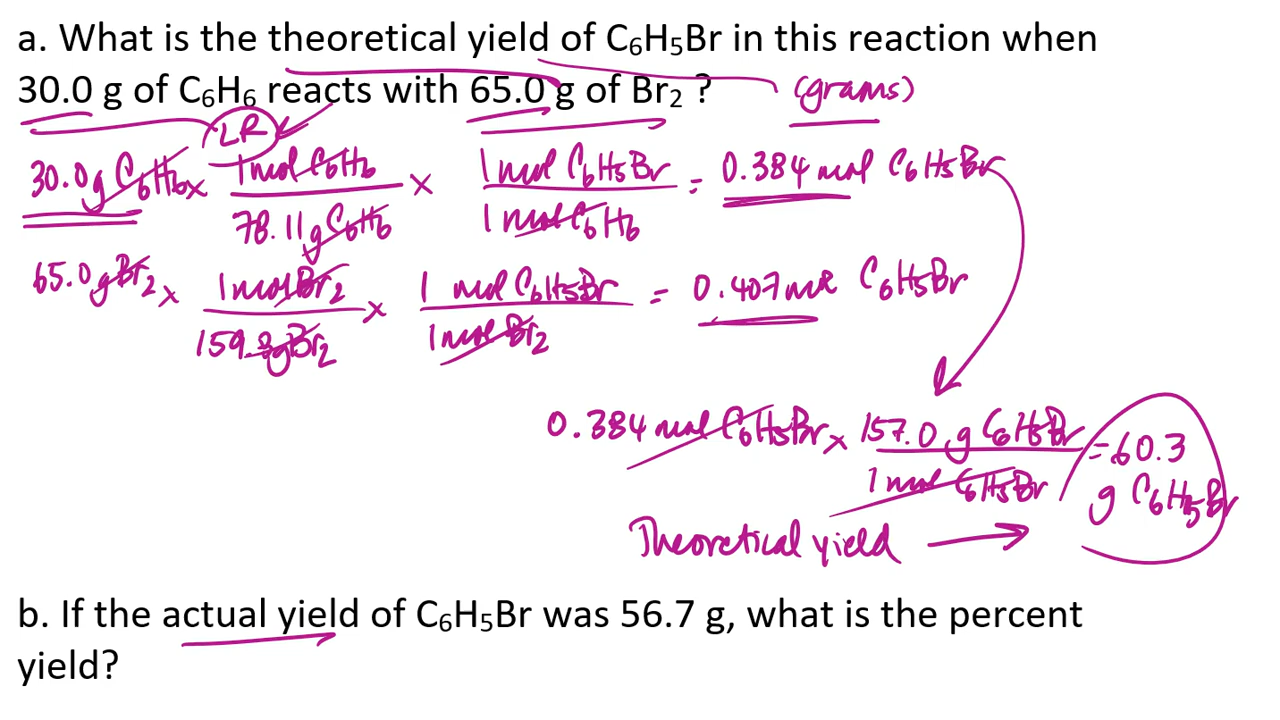 a. What is the theoretical yield of C₆H₅Br in this reaction when
30.0 g of C₆H₆ reacts with 65.0 g of Br₂ ?
(grams)
LR
30.0g C₆H₆ x 1 mol C₆H₆ / 78.11 g C₆H₆ x 1 mol C₆H₅Br / 1 mol C₆H₆ = 0.384 mol C₆H₅Br
65.0 g Br₂ x 1 mol Br₂ / 159.8 g Br₂ x 1 mol C₆H₅Br / 1 mol Br₂ = 0.407 mol C₆H₅Br
0.384 mol C₆H₅Br x 157.0 g C₆H₅Br / 1 mol C₆H₅Br = 60.3 g C₆H₅Br
Theoretical yield →
b. If the actual yield of C₆H₅Br was 56.7 g, what is the percent
yield?